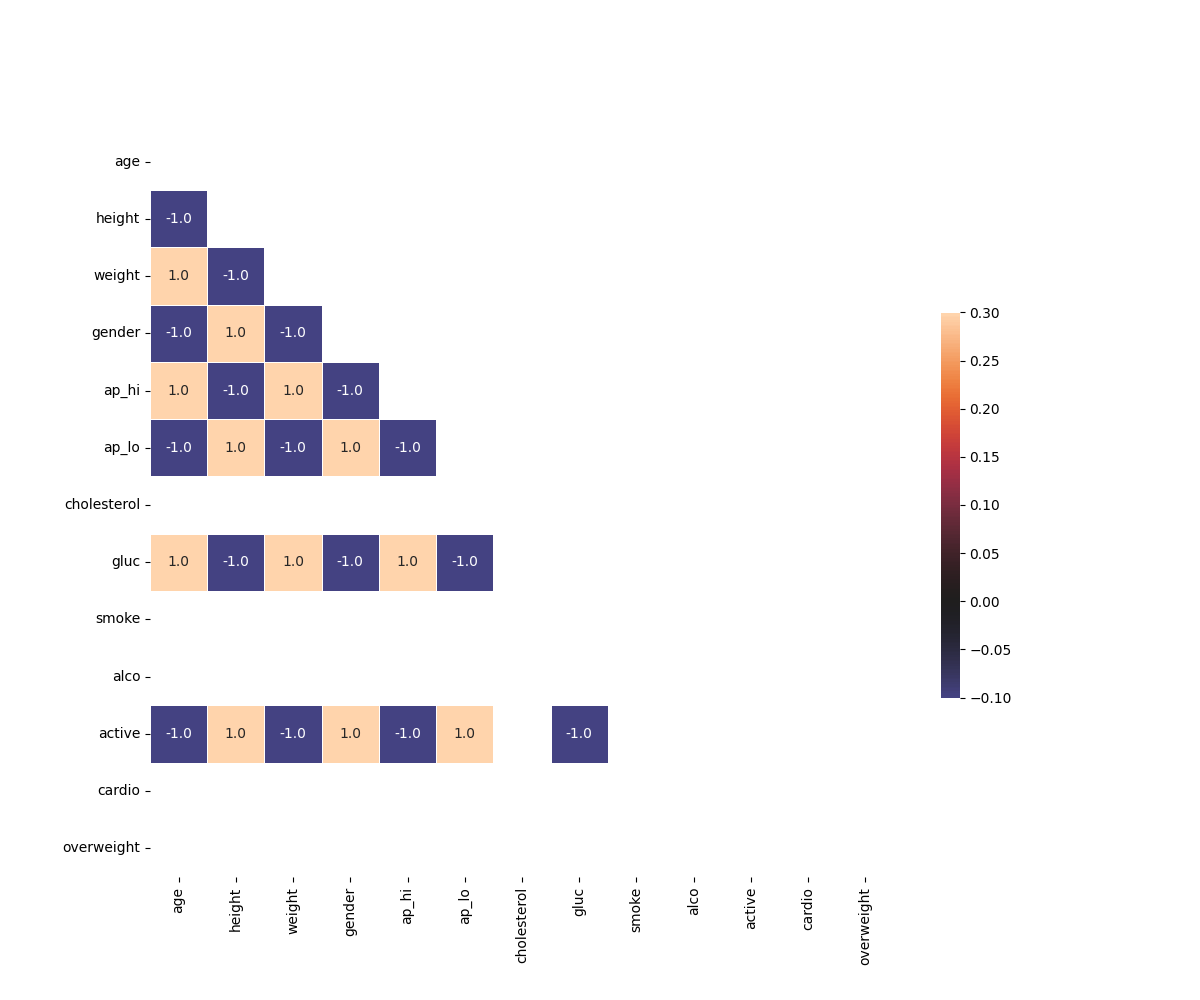 age
height -1.0
weight 1.0 -1.0
gender -1.0 1.0 -1.0
ap_hi 1.0 -1.0 1.0 -1.0
ap_lo -1.0 1.0 -1.0 1.0 -1.0
cholesterol
gluc 1.0 -1.0 1.0 -1.0 1.0 -1.0
smoke
alco
active -1.0 1.0 -1.0 1.0 -1.0 1.0 -1.0
cardio
overweight
age height weight gender ap_hi ap_lo cholesterol gluc smoke alco active cardio overweight
0.30
0.25
0.20
0.15
0.10
0.05
0.00
−0.05
−0.10